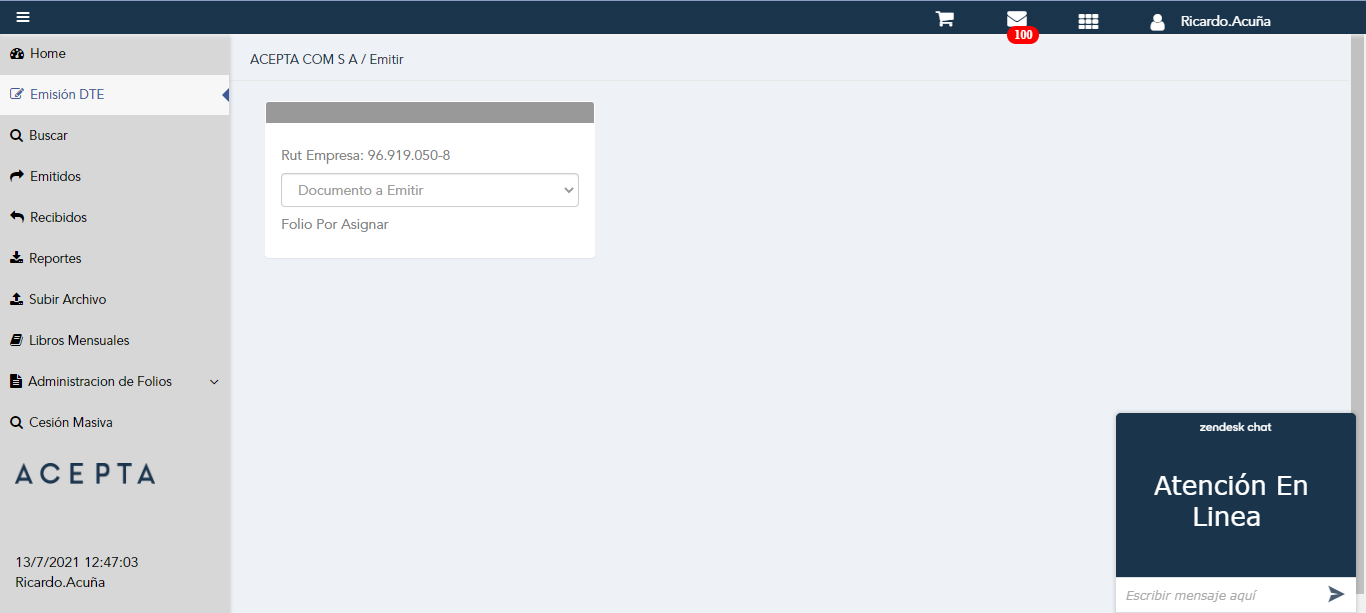 100
Ricardo.Acuña
Home
Emisión DTE
Buscar
Emitidos
Recibidos
Reportes
Subir Archivo
Libros Mensuales
Administracion de Folios
Cesión Masiva
ACEPTA
13/7/2021 12:47:03
Ricardo.Acuña
ACEPTA COM S A / Emitir
Rut Empresa: 96.919.050-8
Documento a Emitir
Folio Por Asignar
zendesk chat
Atención En
Linea
Escribir mensaje aquí